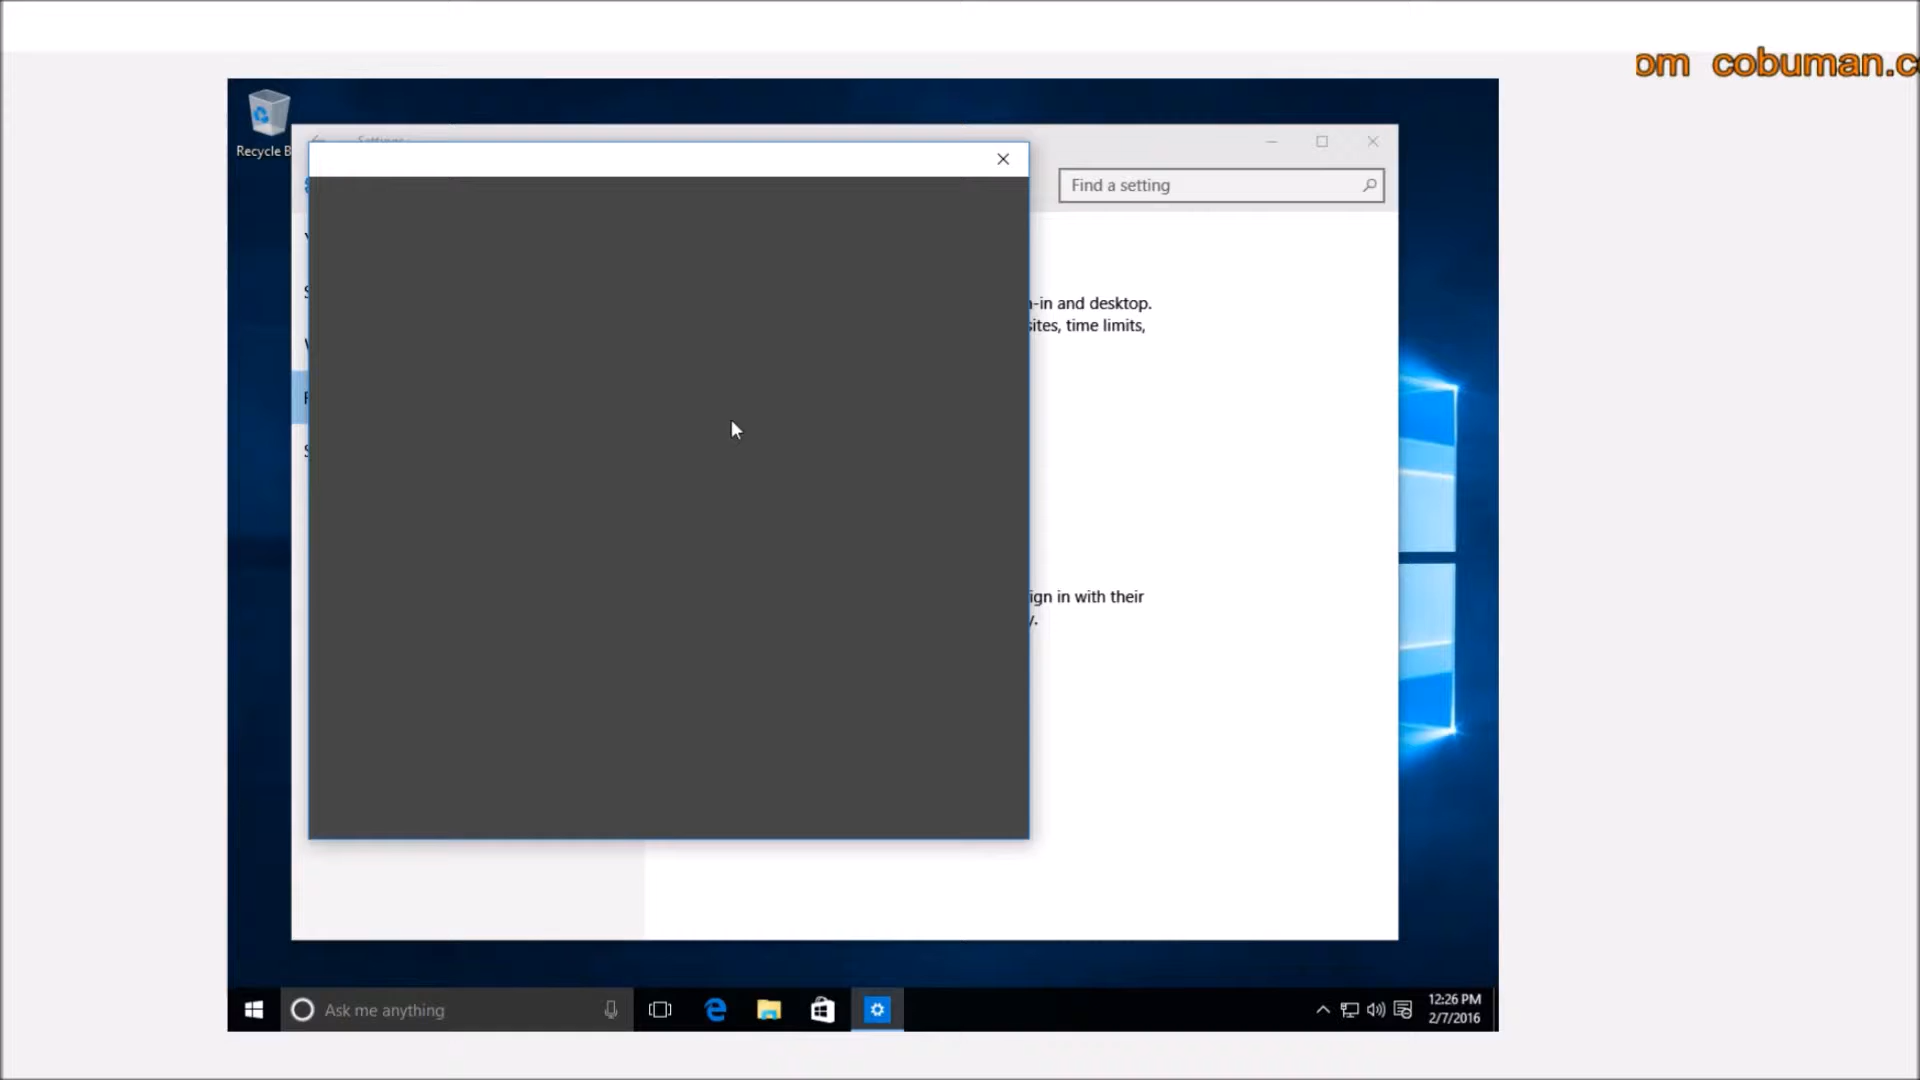 om cobuman.c
Recycle B
Settings
Find a setting
n-in and desktop.
sites, time limits,
ign in with their
y.
Ask me anything
12:26 PM
2/7/2016